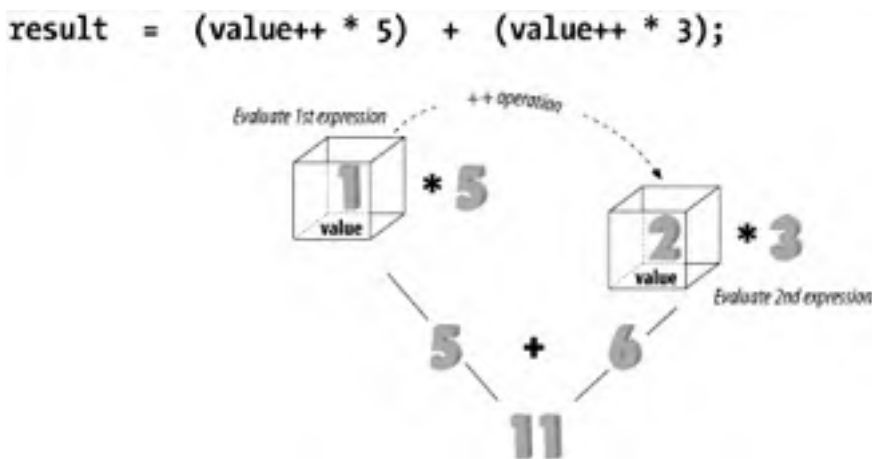 result = (value++ * 5) + (value++ * 3);
++ operation
Evaluate 1st expression
1 * 5
value
2 * 3
value
Evaluate 2nd expression
5 + 6
11